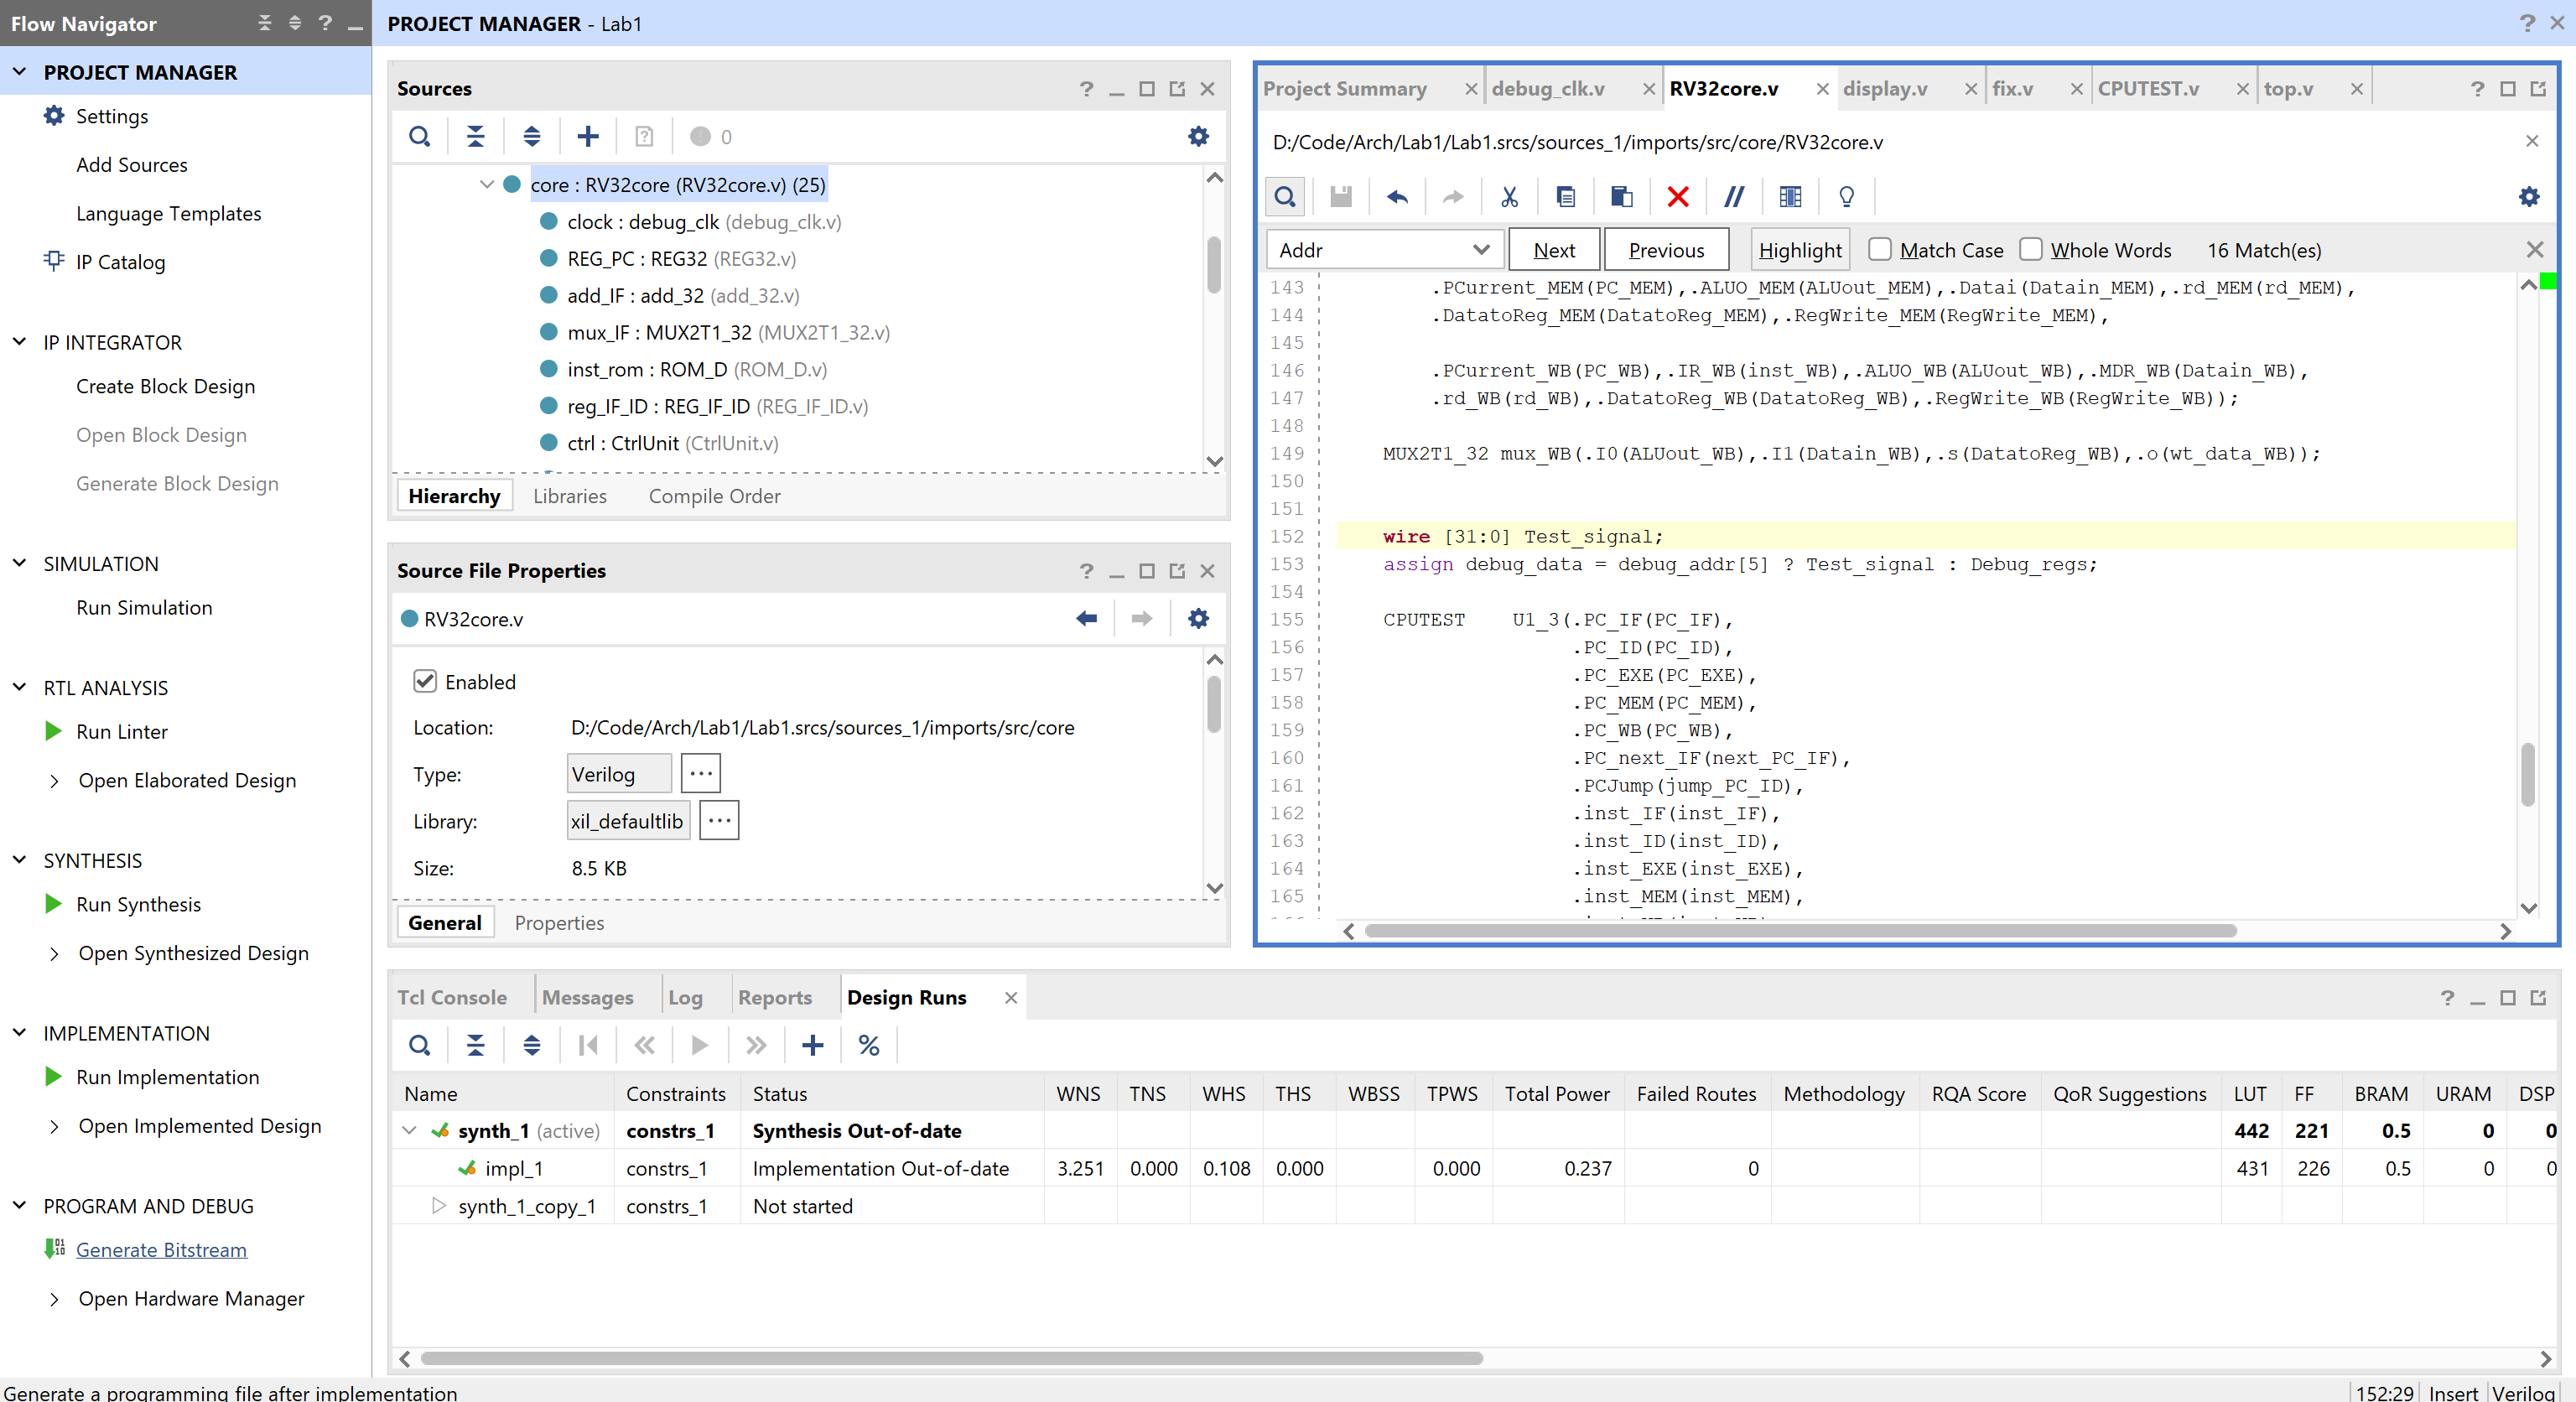 Flow Navigator
PROJECT MANAGER
Settings
Add Sources
Language Templates
IP Catalog
IP INTEGRATOR
Create Block Design
Open Block Design
Generate Block Design
SIMULATION
Run Simulation
RTL ANALYSIS
Run Linter
Open Elaborated Design
SYNTHESIS
Run Synthesis
Open Synthesized Design
IMPLEMENTATION
Run Implementation
Open Implemented Design
PROGRAM AND DEBUG
Generate Bitstream
Open Hardware Manager
PROJECT MANAGER - Lab1
Sources
0
core : RV32core (RV32core.v) (25)
clock : debug_clk (debug_clk.v)
REG_PC : REG32 (REG32.v)
add_IF : add_32 (add_32.v)
mux_IF : MUX2T1_32 (MUX2T1_32.v)
inst_rom : ROM_D (ROM_D.v)
reg_IF_ID : REG_IF_ID (REG_IF_ID.v)
ctrl : CtrlUnit (CtrlUnit.v)
Hierarchy Libraries Compile Order
Source File Properties
RV32core.v
Enabled
Location: D:/Code/Arch/Lab1/Lab1.srcs/sources_1/imports/src/core
Type: Verilog ...
Library: xil_defaultlib ...
Size: 8.5 KB
General Properties
Project Summary debug_clk.v RV32core.v display.v fix.v CPUTEST.v top.v
D:/Code/Arch/Lab1/Lab1.srcs/sources_1/imports/src/core/RV32core.v
Addr Next Previous Highlight Match Case Whole Words 16 Match(es)
143 .PCurrent_MEM(PC_MEM),.ALUO_MEM(ALUout_MEM),.Datai(Datain_MEM),.rd_MEM(rd_MEM),
144 .DatatoReg_MEM(DatatoReg_MEM),.RegWrite_MEM(RegWrite_MEM),
145
146 .PCurrent_WB(PC_WB),.IR_WB(inst_WB),.ALUO_WB(ALUout_WB),.MDR_WB(Datain_WB),
147 .rd_WB(rd_WB),.DatatoReg_WB(DatatoReg_WB),.RegWrite_WB(RegWrite_WB));
148
149 MUX2T1_32 mux_WB(.I0(ALUout_WB),.I1(Datain_WB),.s(DatatoReg_WB),.o(wt_data_WB));
150
151
152 wire [31:0] Test_signal;
153 assign debug_data = debug_addr[5] ? Test_signal : Debug_regs;
154
155 CPUTEST U1_3(.PC_IF(PC_IF),
156 .PC_ID(PC_ID),
157 .PC_EXE(PC_EXE),
158 .PC_MEM(PC_MEM),
159 .PC_WB(PC_WB),
160 .PC_next_IF(next_PC_IF),
161 .PCJump(jump_PC_ID),
162 .inst_IF(inst_IF),
163 .inst_ID(inst_ID),
164 .inst_EXE(inst_EXE),
165 .inst_MEM(inst_MEM),
Tcl Console Messages Log Reports Design Runs
Name Constraints Status WNS TNS WHS THS WBSS TPWS Total Power Failed Routes Methodology RQA Score QoR Suggestions LUT FF BRAM URAM DSP
synth_1 (active) constrs_1 Synthesis Out-of-date 442 221 0.5 0 0
impl_1 constrs_1 Implementation Out-of-date 3.251 0.000 0.108 0.000 0.000 0.237 0 431 226 0.5 0 0
synth_1_copy_1 constrs_1 Not started
Generate a programming file after implementation
152:29 Insert Verilog